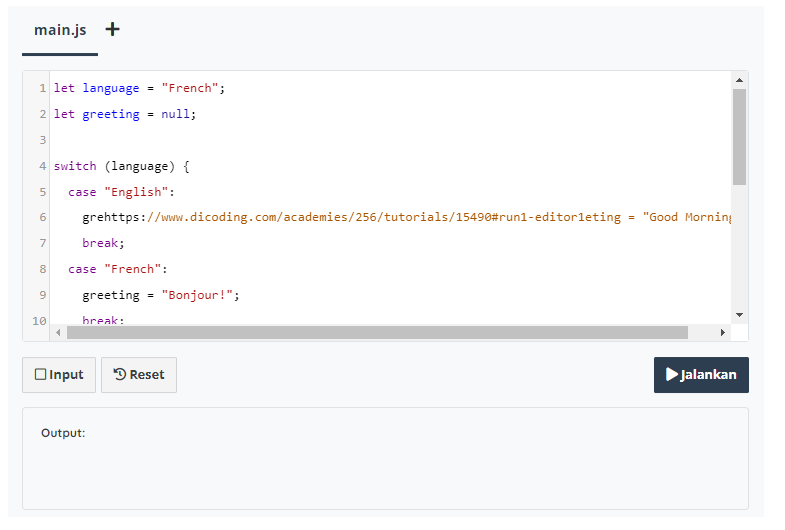 main.js +
1 let language = "French";
2 let greeting = null;
3
4 switch (language) {
5 case "English":
6 grehttps://www.dicoding.com/academies/256/tutorials/15490#run1-editor1eting = "Good Morning
7 break;
8 case "French":
9 greeting = "Bonjour!";
10 break;
Input Reset Jalankan
Output: